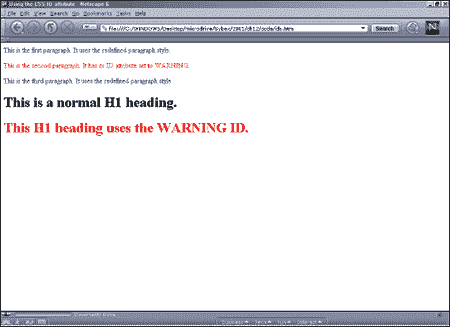 Using the CSS ID attribute - Netscape 6
File Edit View Search Go Bookmarks Tasks Help
Search
This is the first paragraph. It uses the redefined paragraph style.
This is the second paragraph. It has its ID attribute set to WARNING.
This is the third paragraph. It uses the redefined paragraph style.
This is a normal H1 heading.
This H1 heading uses the WARNING ID.